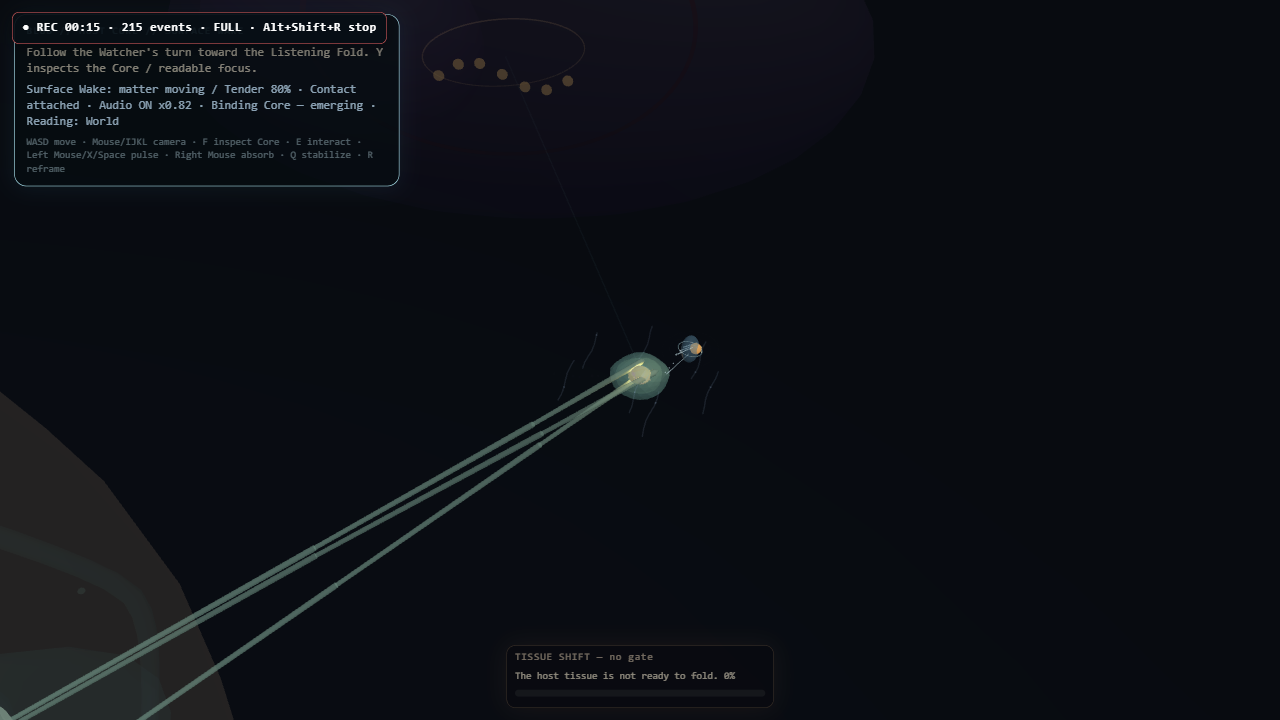 ● REC 00:15 · 215 events · FULL · Alt+Shift+R stop
Follow the Watcher's turn toward the Listening Fold. Y
inspects the Core / readable focus.
Surface Wake: matter moving / Tender 80% · Contact
attached · Audio ON x0.82 · Binding Core — emerging ·
Reading: World
WASD move · Mouse/IJKL camera · F inspect Core · E interact ·
Left Mouse/X/Space pulse · Right Mouse absorb · Q stabilize · R
reframe
TISSUE SHIFT — no gate
The host tissue is not ready to fold. 0%